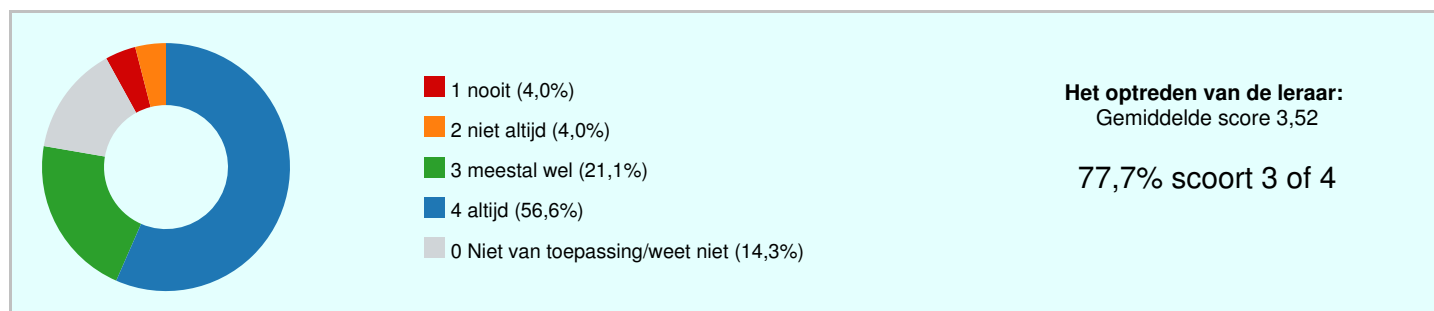 1 nooit (4,0%)
2 niet altijd (4,0%)
3 meestal wel (21,1%)
4 altijd (56,6%)
0 Niet van toepassing/weet niet (14,3%)
Het optreden van de leraar:
Gemiddelde score 3,52
77,7% scoort 3 of 4